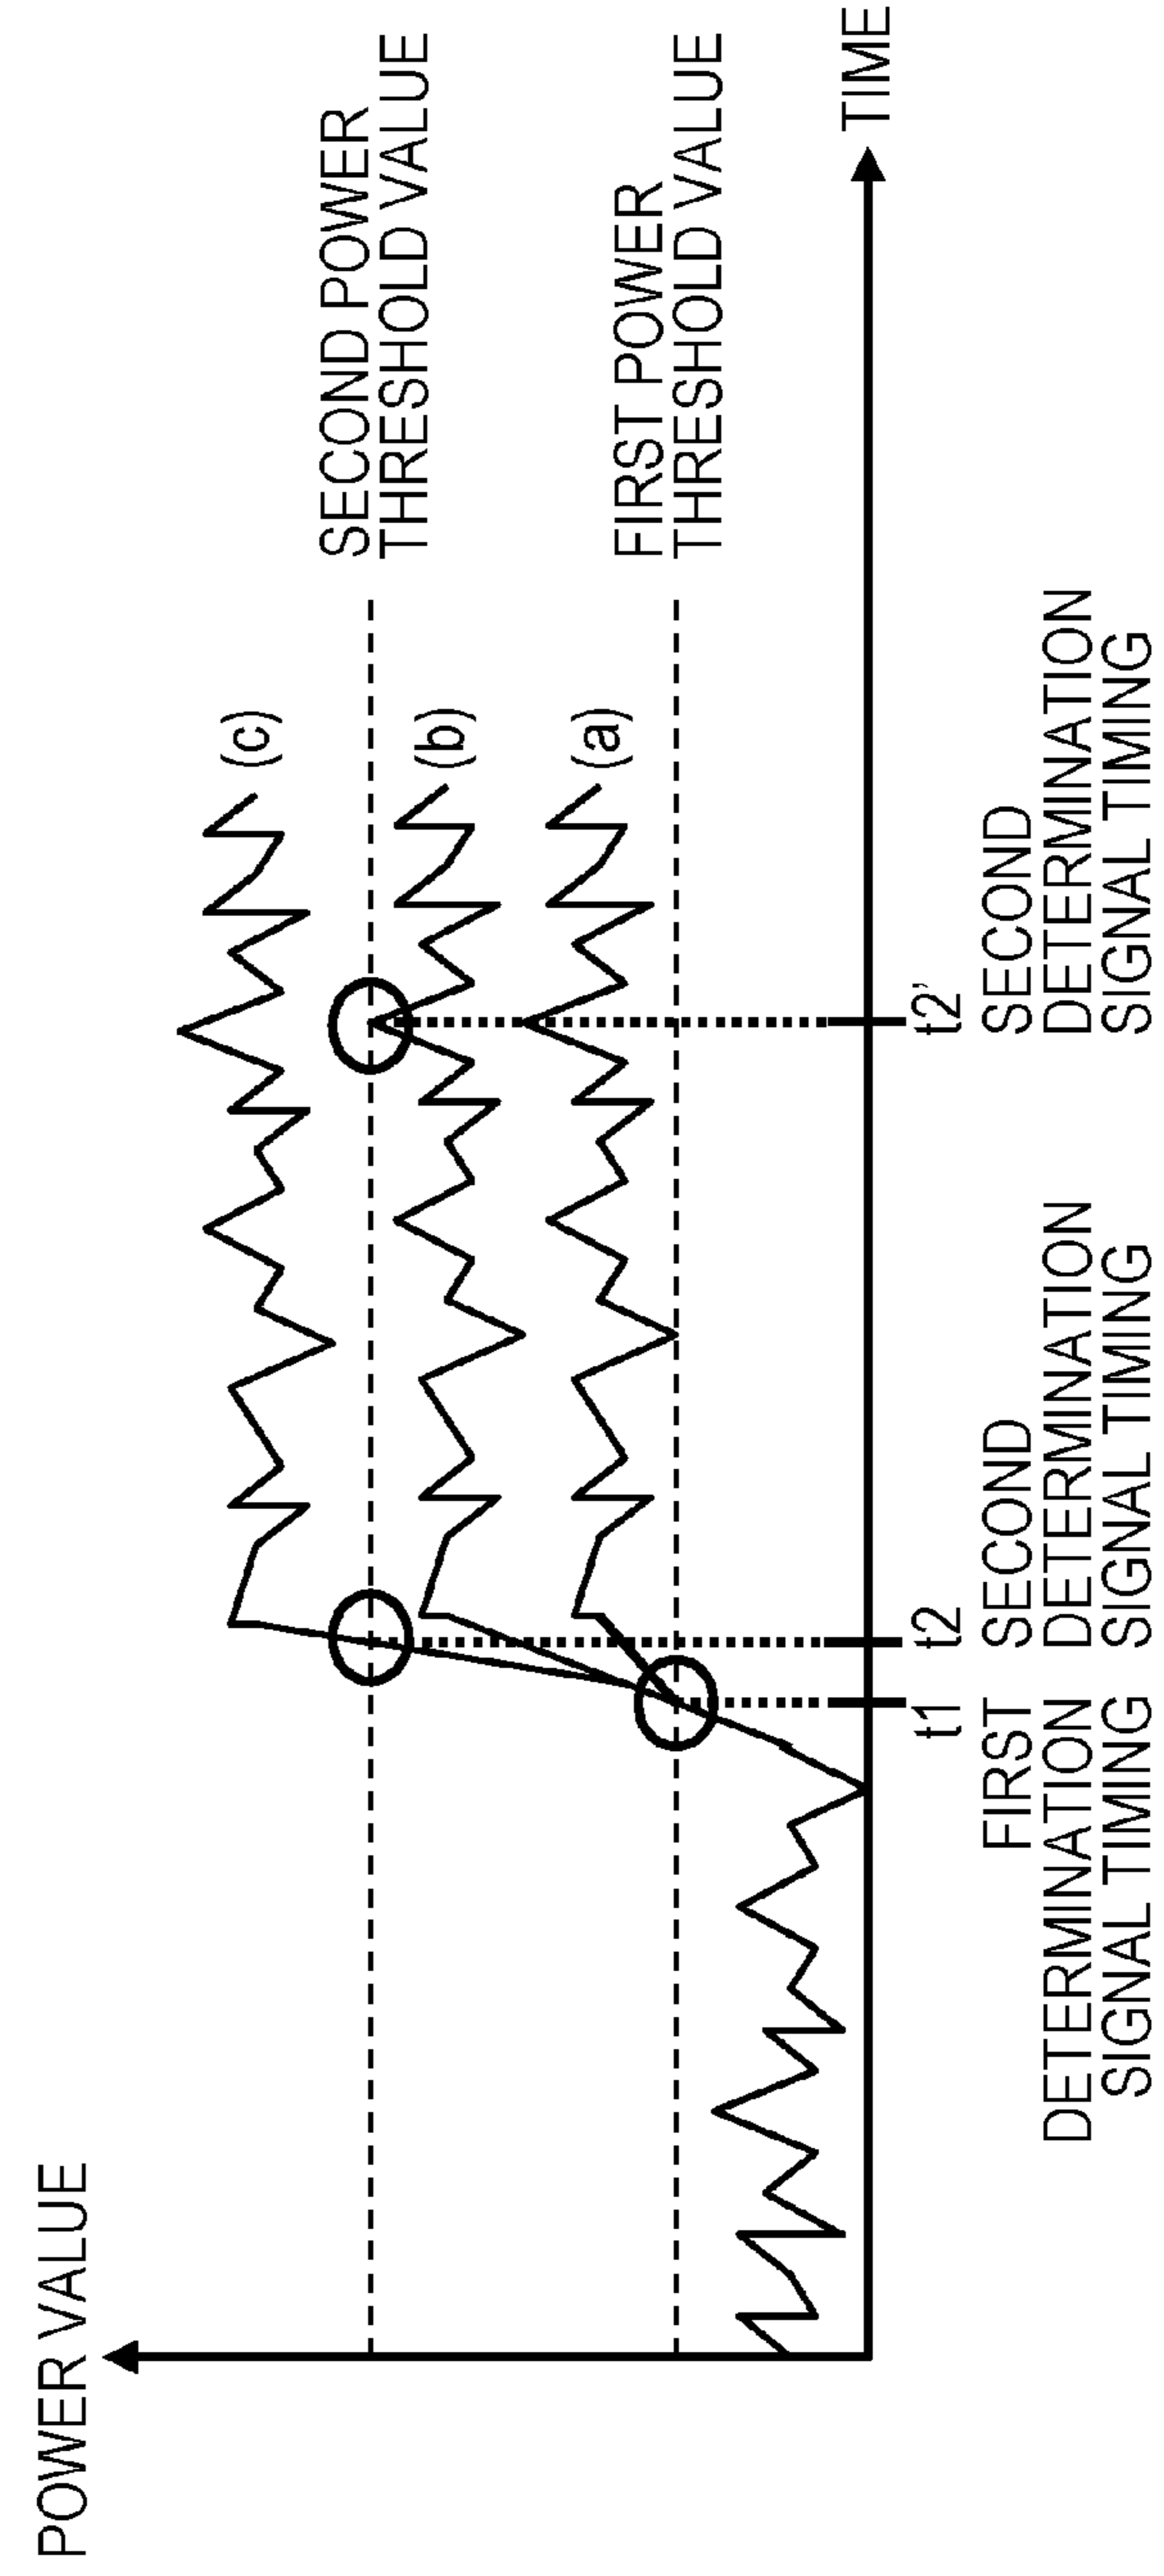 POWER VALUE
SECOND POWER
THRESHOLD VALUE
FIRST POWER
THRESHOLD VALUE
(c)
(b)
(a)
TIME
t1
t2
t2'
FIRST
DETERMINATION
SIGNAL TIMING
SECOND
DETERMINATION
SIGNAL TIMING
SECOND
DETERMINATION
SIGNAL TIMING